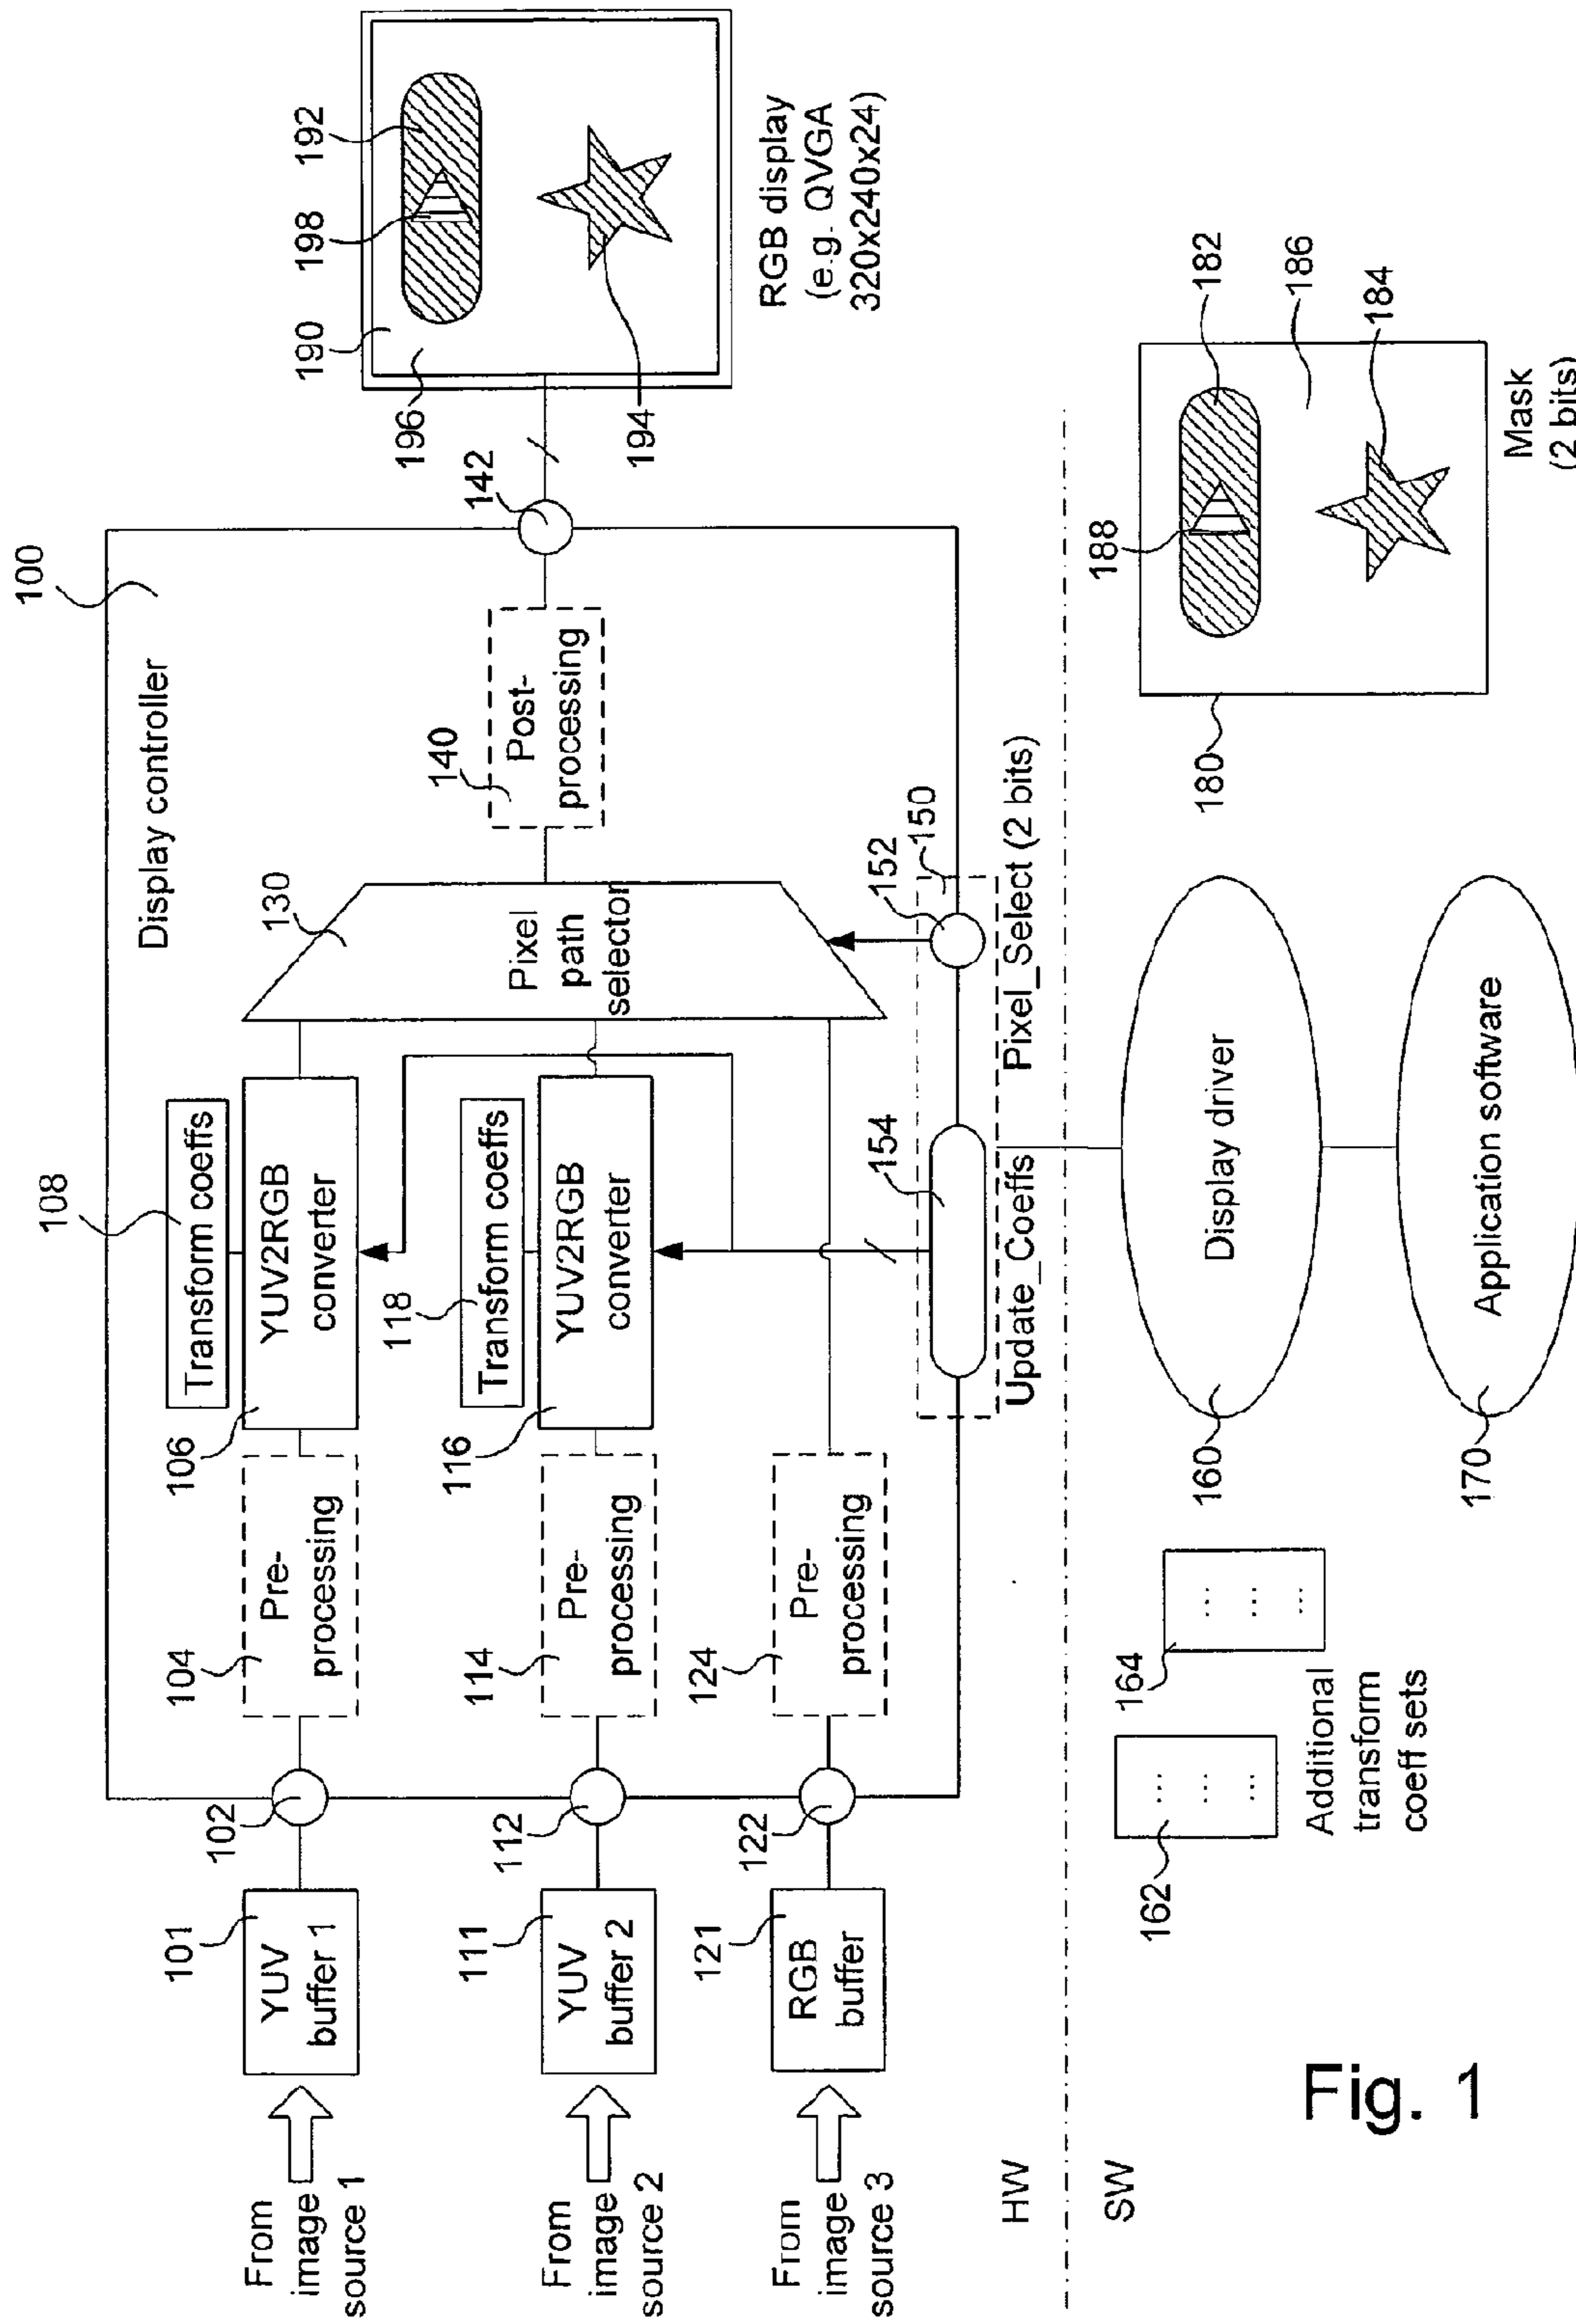 100
Display controller
From
image
source 1
101
YUV
buffer 1
102
104
Pre-
processing
106
108
Transform coeffs
YUV2RGB
converter
From
image
source 2
111
YUV
buffer 2
112
114
Pre-
processing
116
118
Transform coeffs
YUV2RGB
converter
From
image
source 3
121
RGB
buffer
122
124
Pre-
processing
130
Pixel
path
selector
140
Post-
processing
142
150
152
154
Update_Coeffs
Pixel_Select (2 bits)
190
192
194
196
198
RGB display
(e.g. QVGA
320x240x24)
HW
SW
162
164
Additional
transform
coeff sets
...
...
...
...
...
...
160
Display driver
170
Application software
180
182
184
186
188
Mask
(2 bits)
Fig. 1